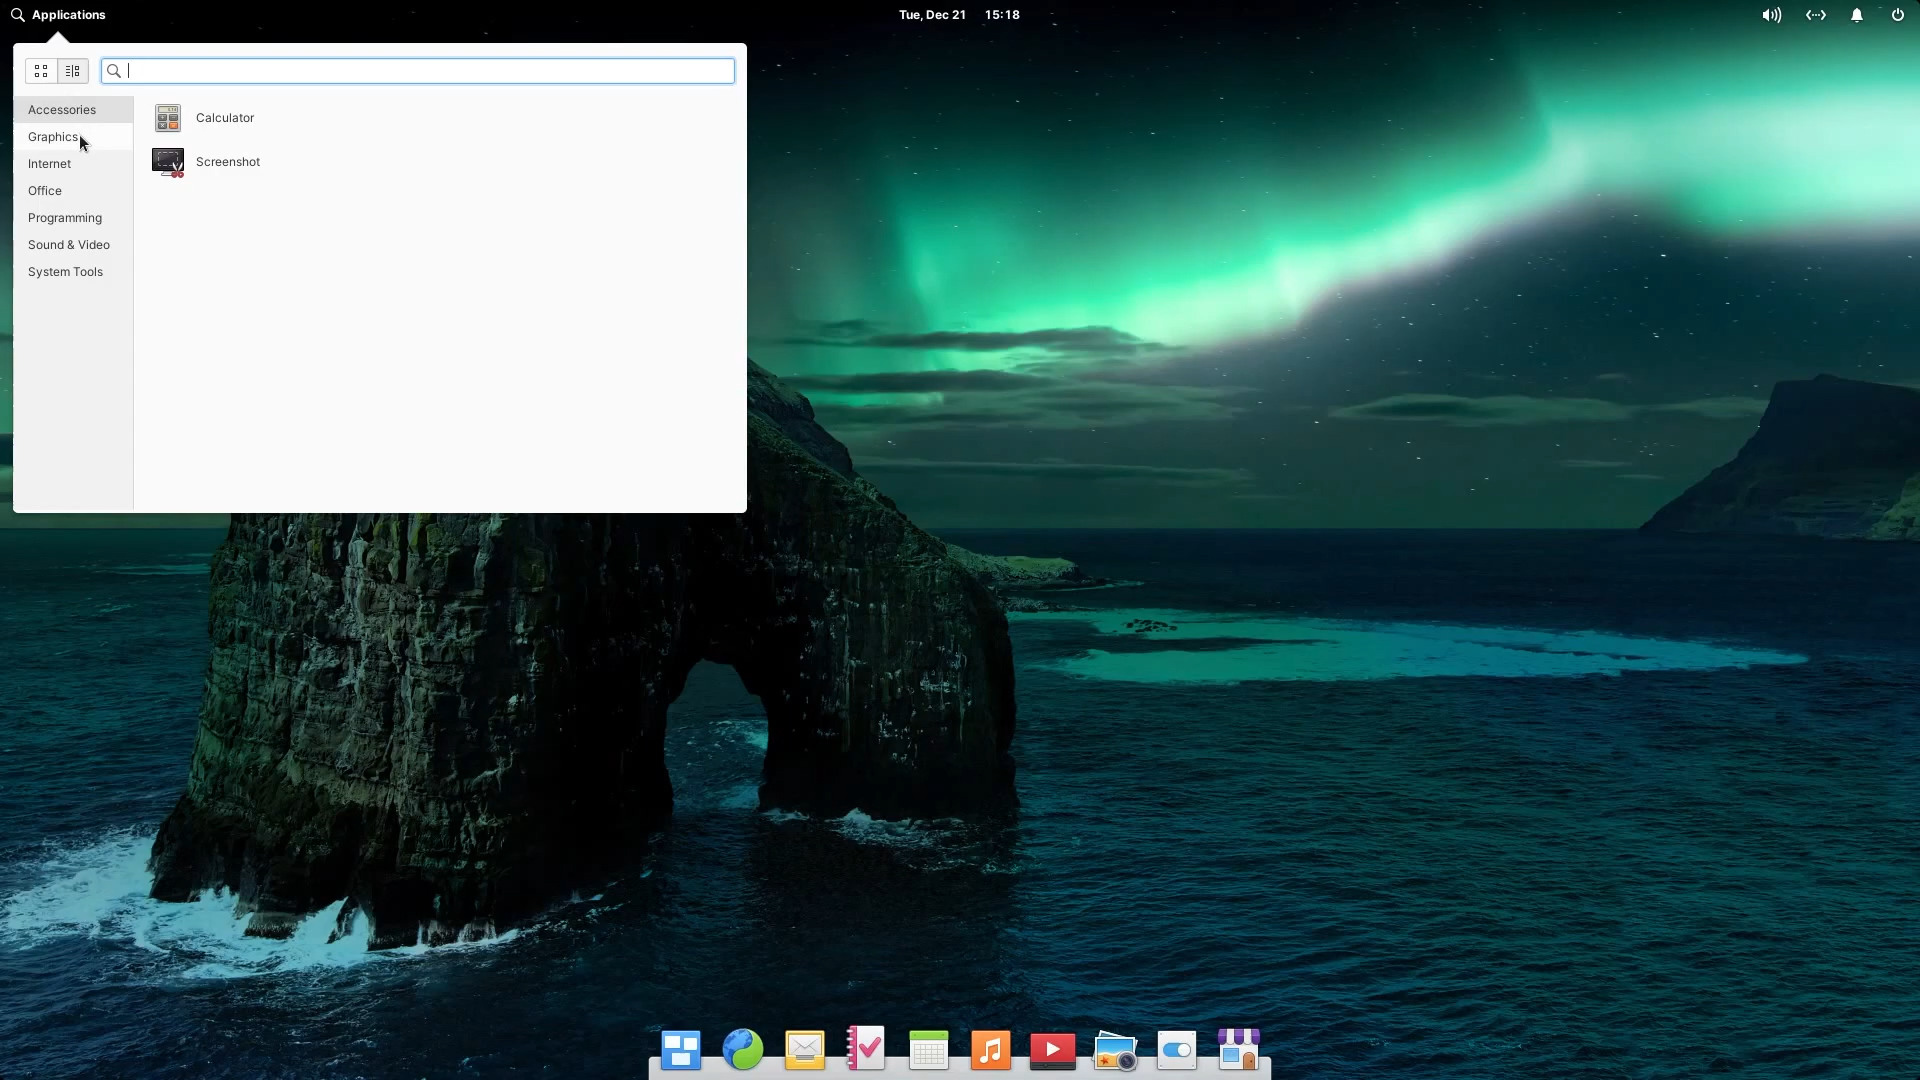 Applications
Tue, Dec 21 15:18
Accessories
Graphics
Internet
Office
Programming
Sound & Video
System Tools
Calculator
Screenshot